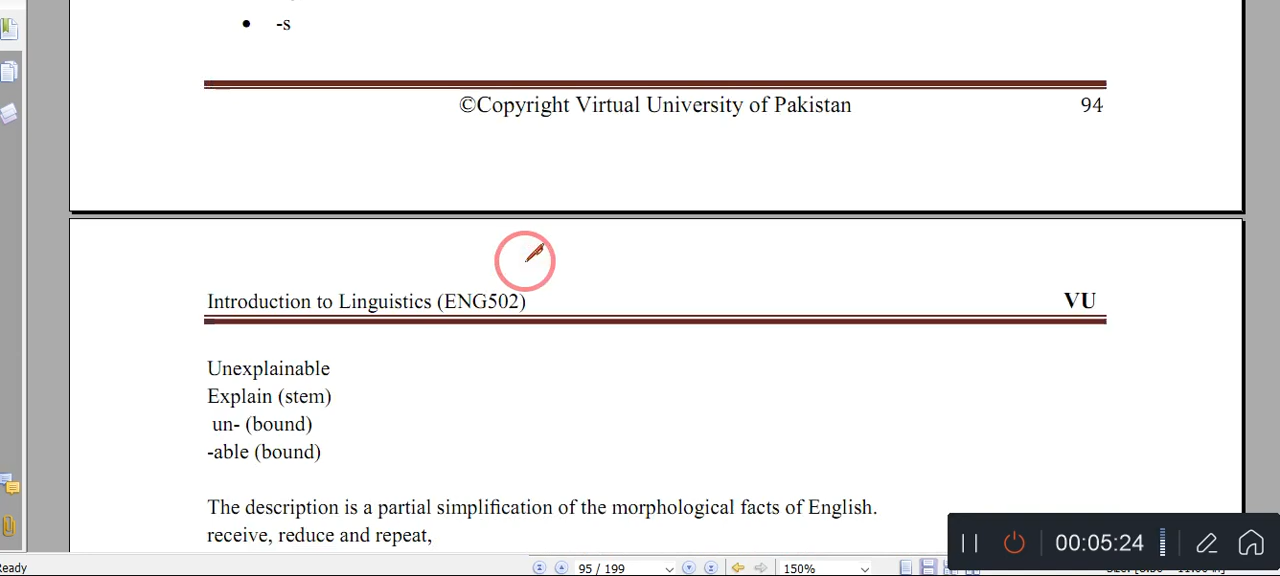 • -s
©Copyright Virtual University of Pakistan 94
Introduction to Linguistics (ENG502) VU
Unexplainable
Explain (stem)
un- (bound)
-able (bound)
The description is a partial simplification of the morphological facts of English.
receive, reduce and repeat,
00:05:24
eady 95 / 199 150%